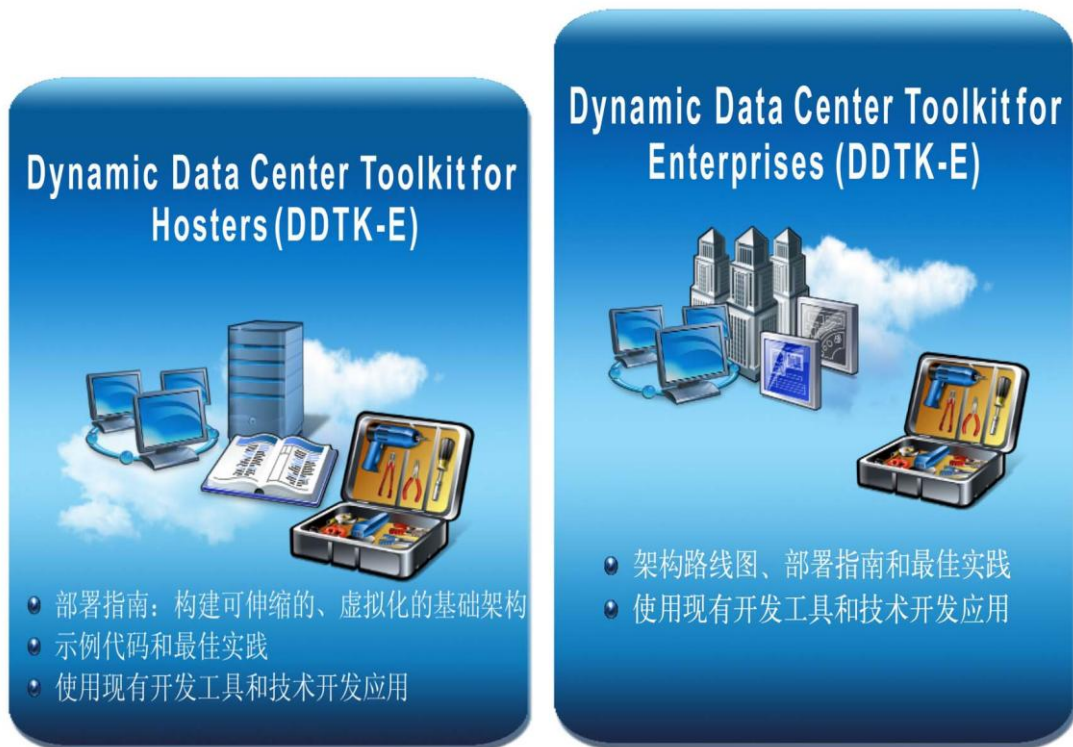 Dynamic Data Center Toolkit for
Hosters (DDTK-E)
部署指南：构建可伸缩的、虚拟化的基础架构
示例代码和最佳实践
使用现有开发工具和技术开发应用
Dynamic Data Center Toolkit for
Enterprises (DDTK-E)
架构路线图、部署指南和最佳实践
使用现有开发工具和技术开发应用